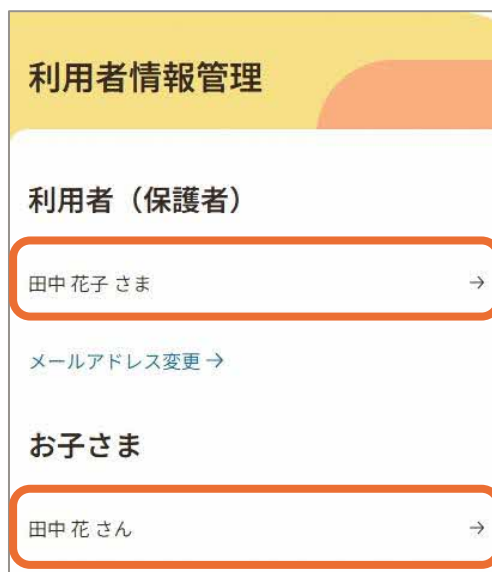 利用者情報管理
利用者（保護者）
田中 花子 さま →
メールアドレス変更 →
お子さま
田中 花 さん →